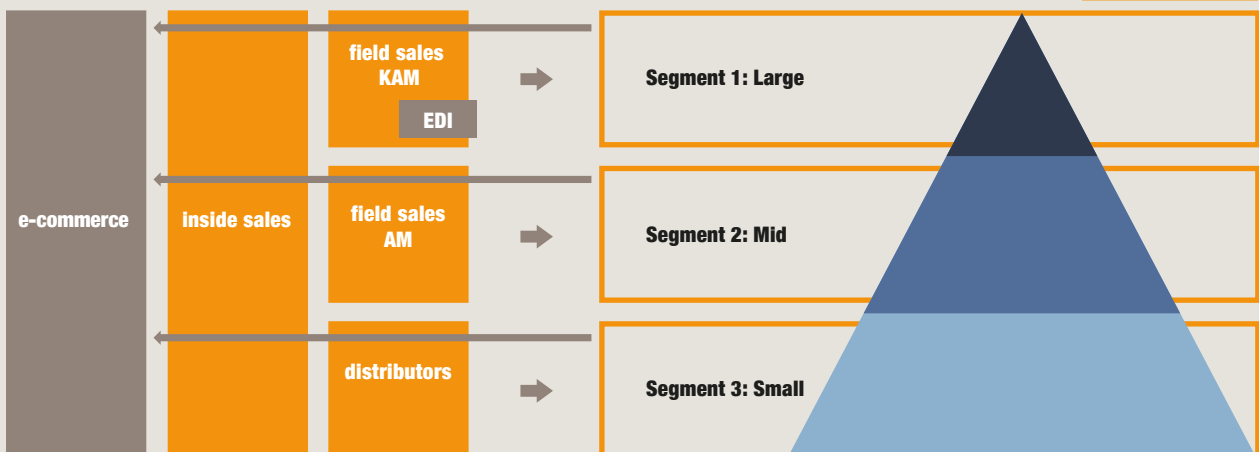 field sales
KAM
EDI
Segment 1: Large
e-commerce
inside sales
field sales
AM
Segment 2: Mid
distributors
Segment 3: Small